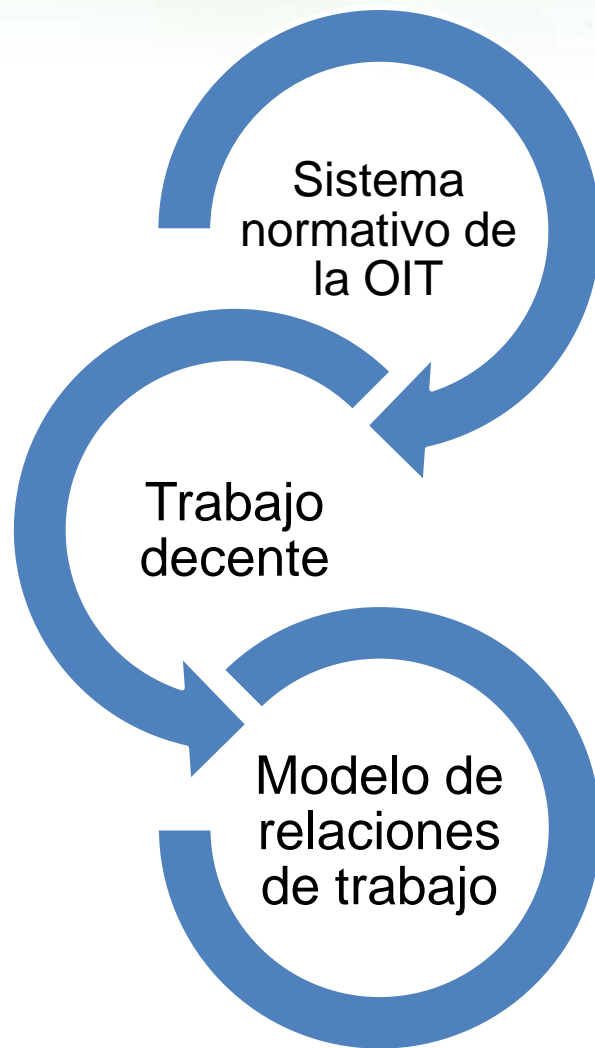 Sistema
normativo de
la OIT
Trabajo
decente
Modelo de
relaciones
de trabajo